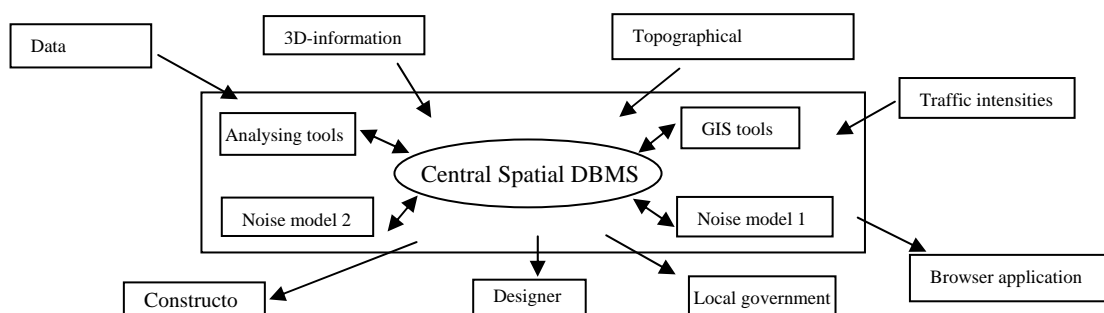 Data
3D-information
Topographical
Traffic intensities
Analysing tools
GIS tools
Central Spatial DBMS
Noise model 2
Noise model 1
Browser application
Constructo
Designer
Local government